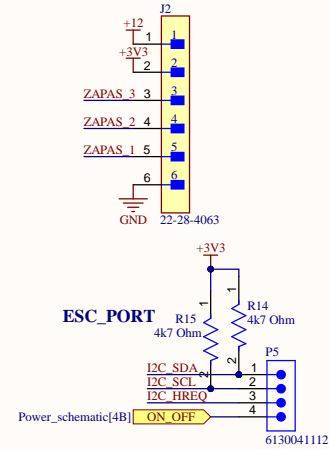 J2
+12
1 1
+3V3
2 2
ZAPAS_3 3 3
ZAPAS_2 4 4
ZAPAS_1 5 5
6 6
GND 22-28-4063
+3V3
1 1
R14
4k7 Ohm
ESC_PORT
R15
4k7 Ohm
P5
2 2
I2C_SDA 1
I2C_SCL 2
I2C_HREQ 3
Power_schematic[4B] ON_OFF 4
6130041112